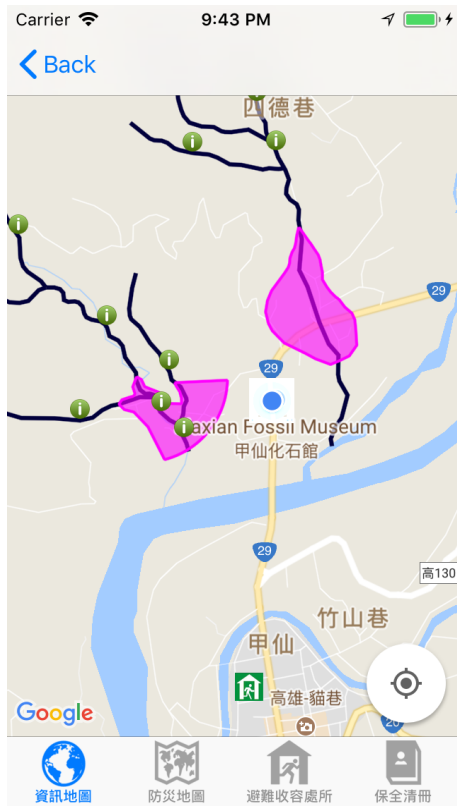 Carrier 9:43 PM
Back
四德巷
29
29
Jiaxian Fossil Museum
甲仙化石館
29
高130
竹山巷
甲仙
高雄-貓巷
20
Google
資訊地圖 防災地圖 避難收容處所 保全清冊